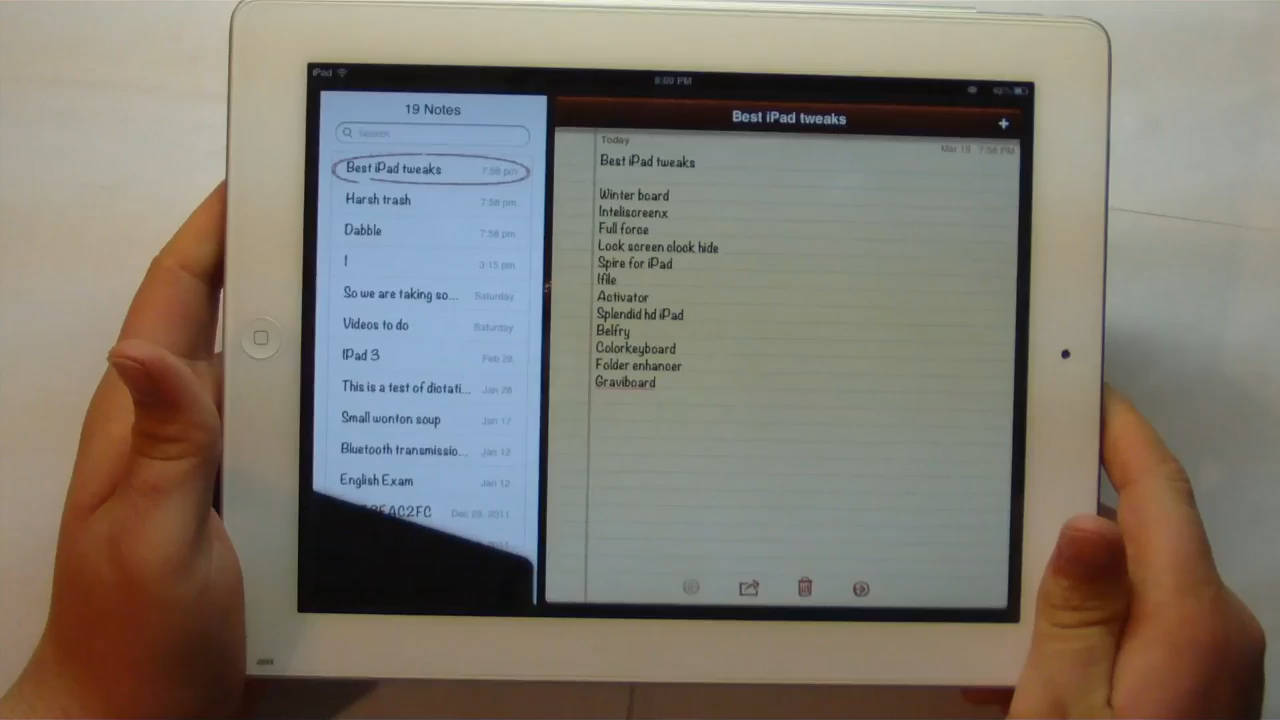 iPad
8:00 PM
62%
19 Notes
Search
Best iPad tweaks 7:58 pm
Harsh trash 7:58 pm
Dabble 7:58 pm
I 3:15 pm
So we are taking so... Saturday
Videos to do Saturday
IPad 3 Feb 28
This is a test of dictati... Jan 26
Small wonton soup Jan 17
Bluetooth transmissio... Jan 12
English Exam Jan 12
EAC2FC Dec 28, 2011
2011
Best iPad tweaks
+
Today
Mar 19 7:58 PM
Best iPad tweaks
Winter board
Inteliscreenx
Full force
Lock screen clock hide
Spire for iPad
Ifile
Activator
Splendid hd iPad
Belfry
Colorkeyboard
Folder enhancer
Graviboard